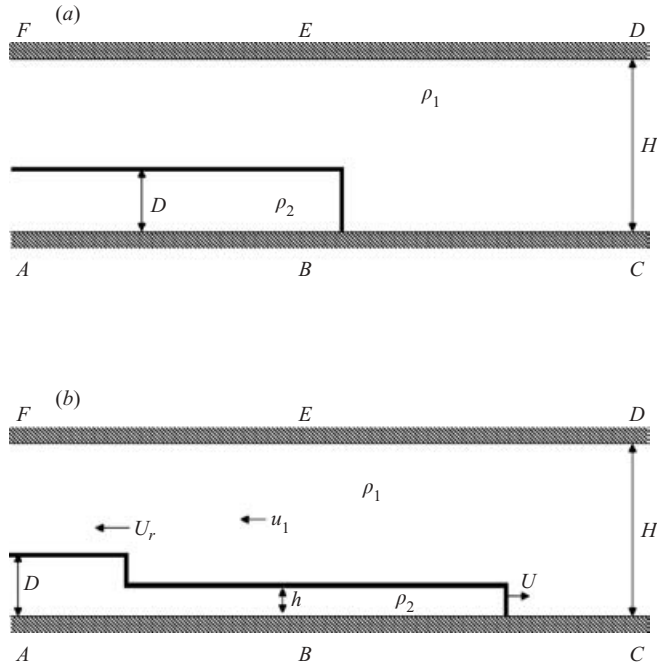 (a)
F E D
ρ1
H
D ρ2
A B C
(b)
F E D
ρ1
Ur u1
H
D h ρ2 U
A B C